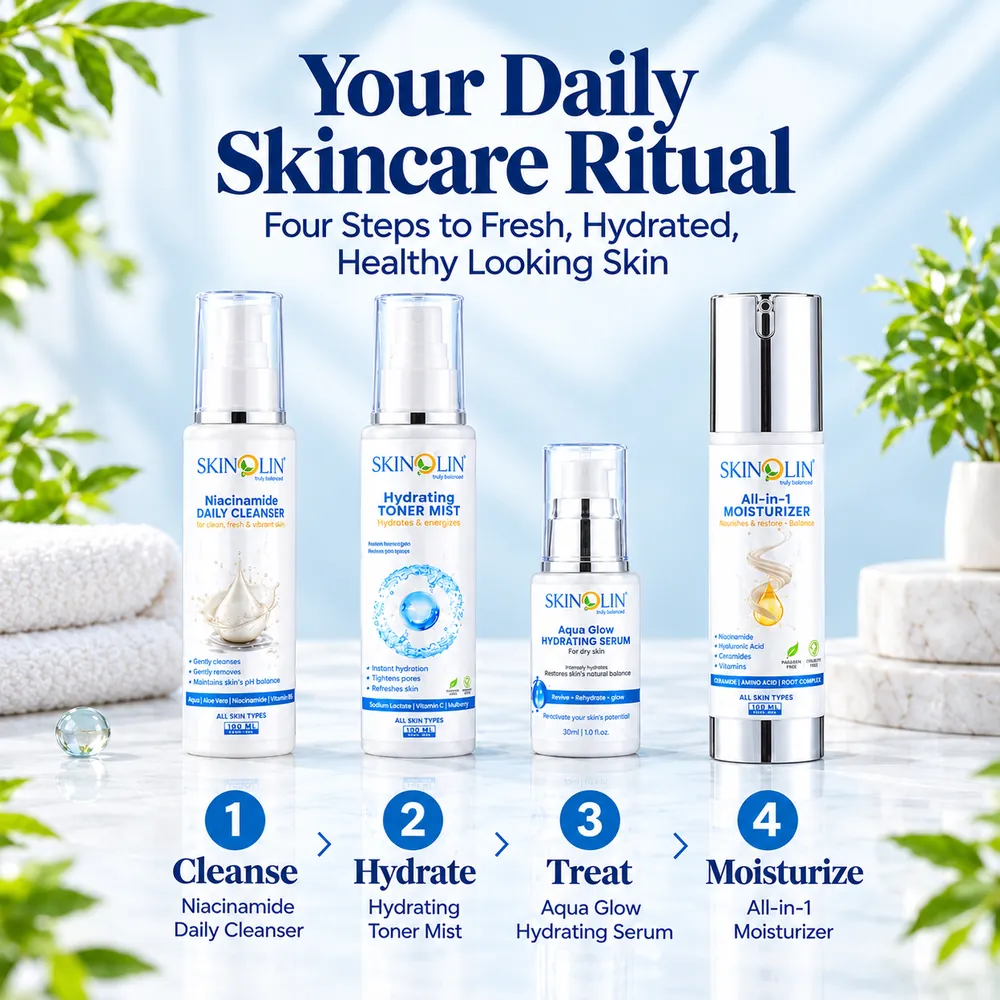 Your Daily
Skincare Ritual
Four Steps to Fresh, Hydrated,
Healthy Looking Skin
SKINOLIN
truly balanced
Niacinamide
DAILY CLEANSER
for clean, fresh & vibrant skin
• Gently cleanses
• Gently removes
• Maintains skin's pH balance
Aqua | Aloe Vera | Niacinamide | Vitamin B5
ALL SKIN TYPES
100 ML
SKINOLIN
truly balanced
Hydrating
TONER MIST
Hydrates & energizes
• Instant hydration
• Tightens pores
• Refreshes skin
Sodium Lactate | Vitamin C | Mulberry
ALL SKIN TYPES
100 ML
SKINOLIN
truly balanced
Aqua Glow
HYDRATING SERUM
For dry skin
Intensely hydrates
Restores skin's natural balance
Revive - Rehydrate - glow
Re-activate your skin's potential!
30ml | 1.0 fl.oz.
SKINOLIN
truly balanced
All-in-1
MOISTURIZER
Nourishes & restore - Balance
• Niacinamide
• Hyaluronic Acid
• Ceramides
• Vitamins
PARABEN
FREE
FREE
CERAMIDE | AMINO ACID | ROOT COMPLEX
ALL SKIN TYPES
100 ML
1
Cleanse
Niacinamide
Daily Cleanser
2
Hydrate
Hydrating
Toner Mist
3
Treat
Aqua Glow
Hydrating Serum
4
Moisturize
All-in-1
Moisturizer